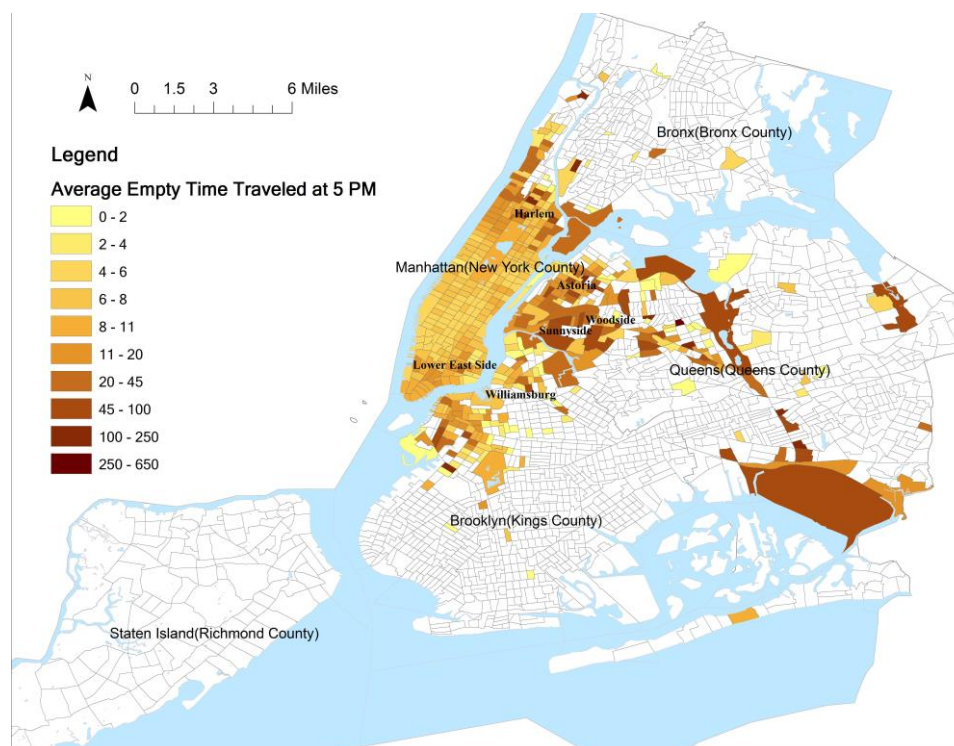 N
0 1.5 3 6 Miles
Legend
Average Empty Time Traveled at 5 PM
0 - 2
2 - 4
4 - 6
6 - 8
8 - 11
11 - 20
20 - 45
45 - 100
100 - 250
250 - 650
Bronx(Bronx County)
Harlem
Manhattan(New York County)
Astoria
Woodside
Sunnyside
Lower East Side
Queens(Queens County)
Williamsburg
Brooklyn(Kings County)
Staten Island(Richmond County)